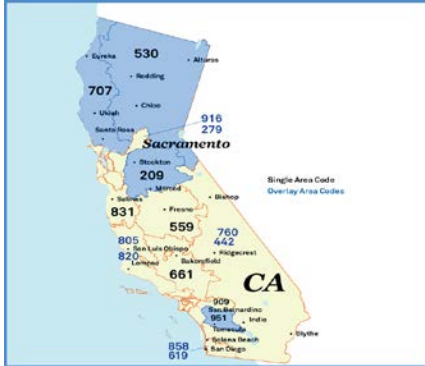 530
Eureka
Alturas
Redding
707
Chico
Ukiah
916
279
Santa Rosa
Sacramento
Stockton
209
Merced
Single Area Code
Overlay Area Codes
Salinas
831
Fresno
Bishop
559
760
442
805
820
San Luis Obispo
Ridgecrest
Bakersfield
Lompoc
661
CA
909
San Bernardino
951
Indio
Temecula
Blythe
Solana Beach
858
619
San Diego